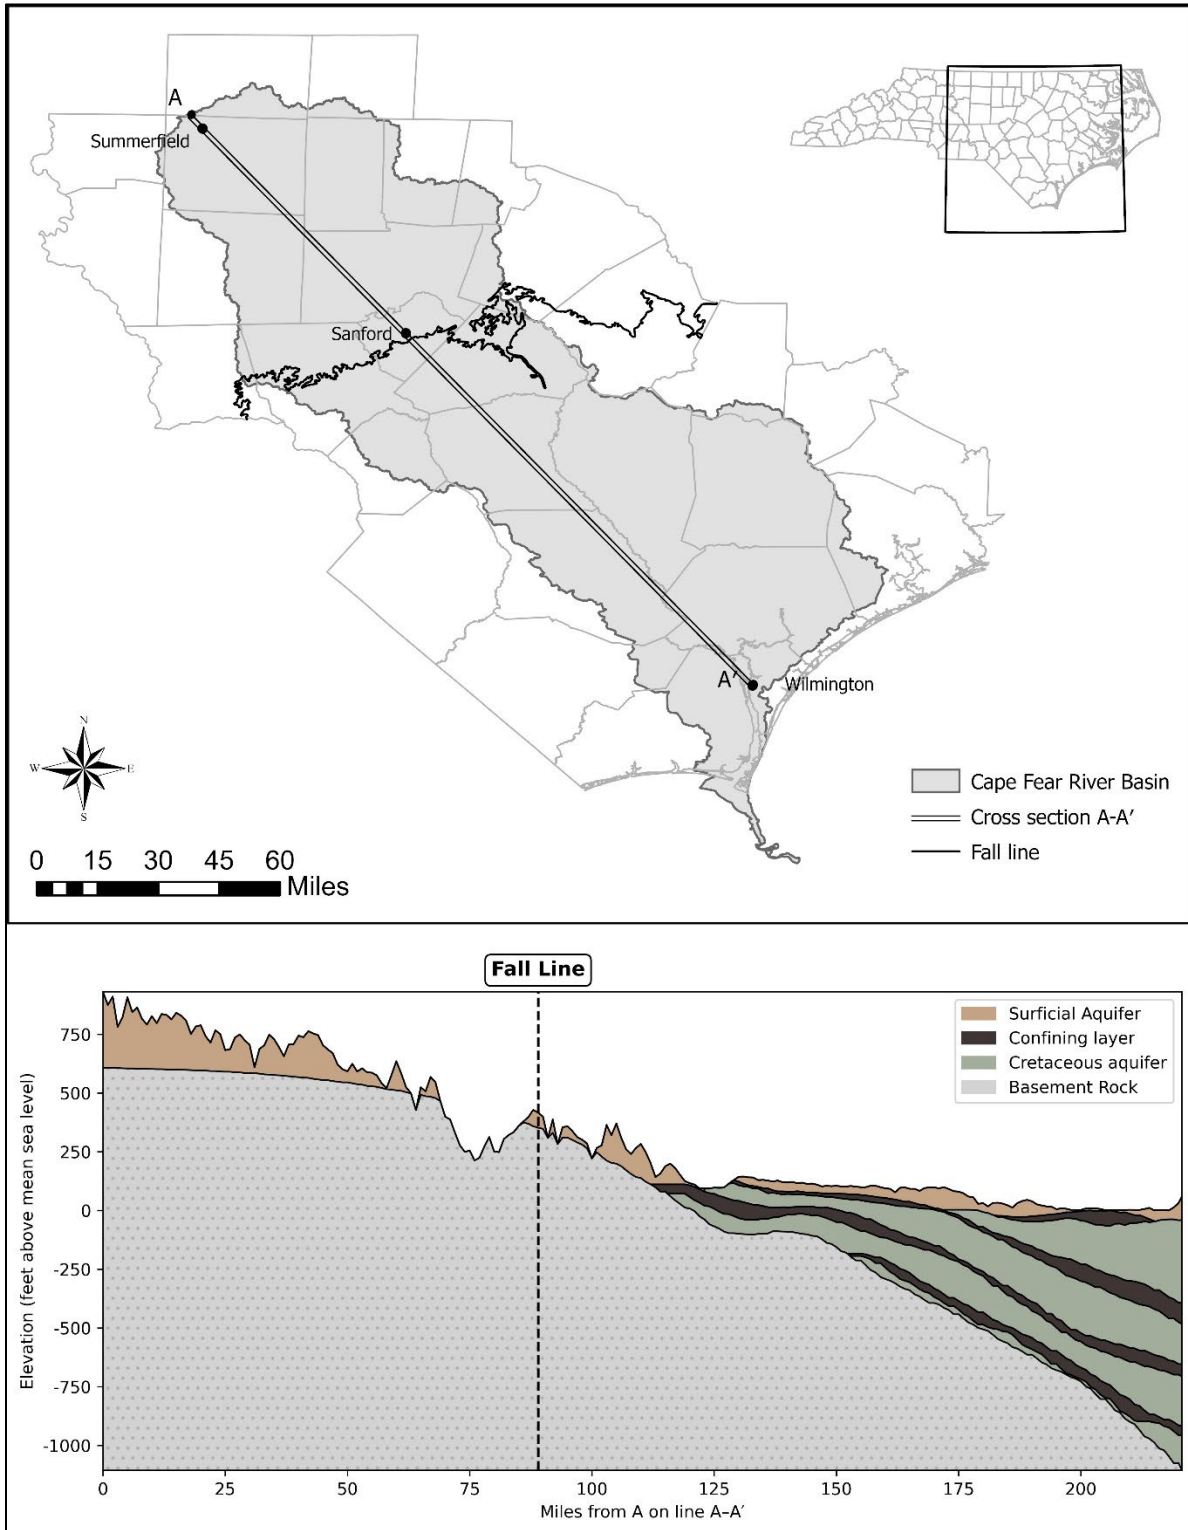 A
Summerfield
Sanford
A′
Wilmington
N
W E
S
0 15 30 45 60
Miles
Cape Fear River Basin
Cross section A-A′
Fall line
Fall Line
Surficial Aquifer
Confining layer
Cretaceous aquifer
Basement Rock
Elevation (feet above mean sea level)
750
500
250
0
-250
-500
-750
-1000
0 25 50 75 100 125 150 175 200
Miles from A on line A–A′